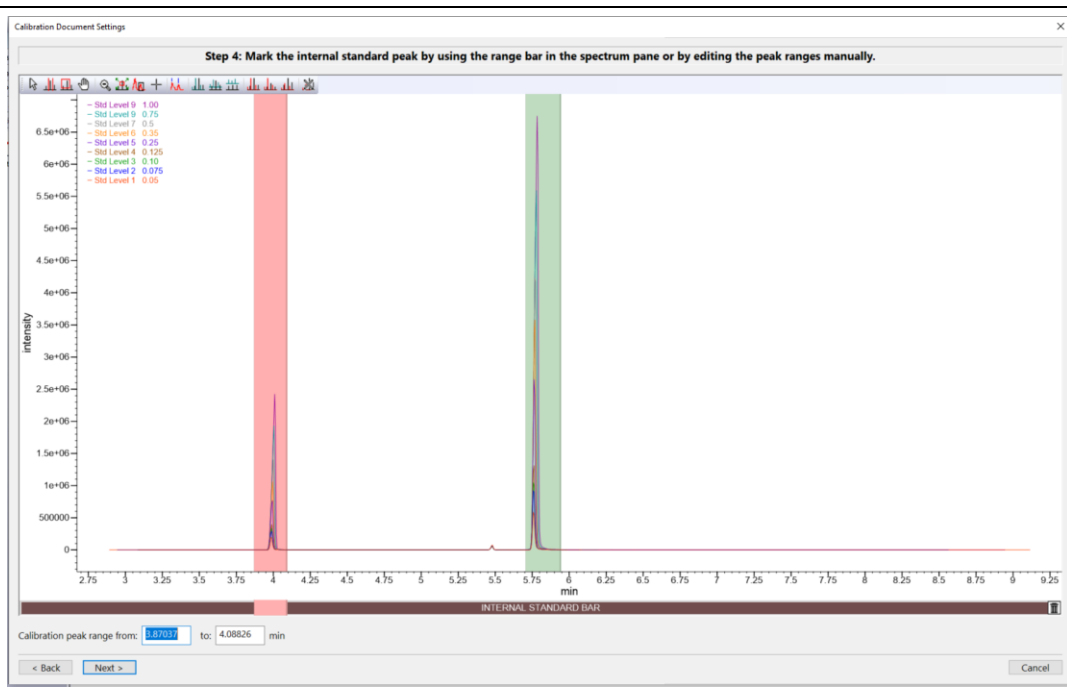 Calibration Document Settings
Step 4: Mark the internal standard peak by using the range bar in the spectrum pane or by editing the peak ranges manually.
– Std Level 9 1.00
– Std Level 9 0.75
– Std Level 7 0.5
– Std Level 6 0.35
– Std Level 5 0.25
– Std Level 4 0.125
– Std Level 3 0.10
– Std Level 2 0.075
– Std Level 1 0.05
6.5e+06
6e+06
5.5e+06
5e+06
4.5e+06
4e+06
3.5e+06
3e+06
2.5e+06
2e+06
1.5e+06
1e+06
500000
0
intensity
2.75 3 3.25 3.5 3.75 4 4.25 4.5 4.75 5 5.25 5.5 5.75 6 6.25 6.5 6.75 7 7.25 7.5 7.75 8 8.25 8.5 8.75 9 9.25
min
INTERNAL STANDARD BAR
Calibration peak range from: 3.87037 to: 4.08826 min
< Back Next > Cancel